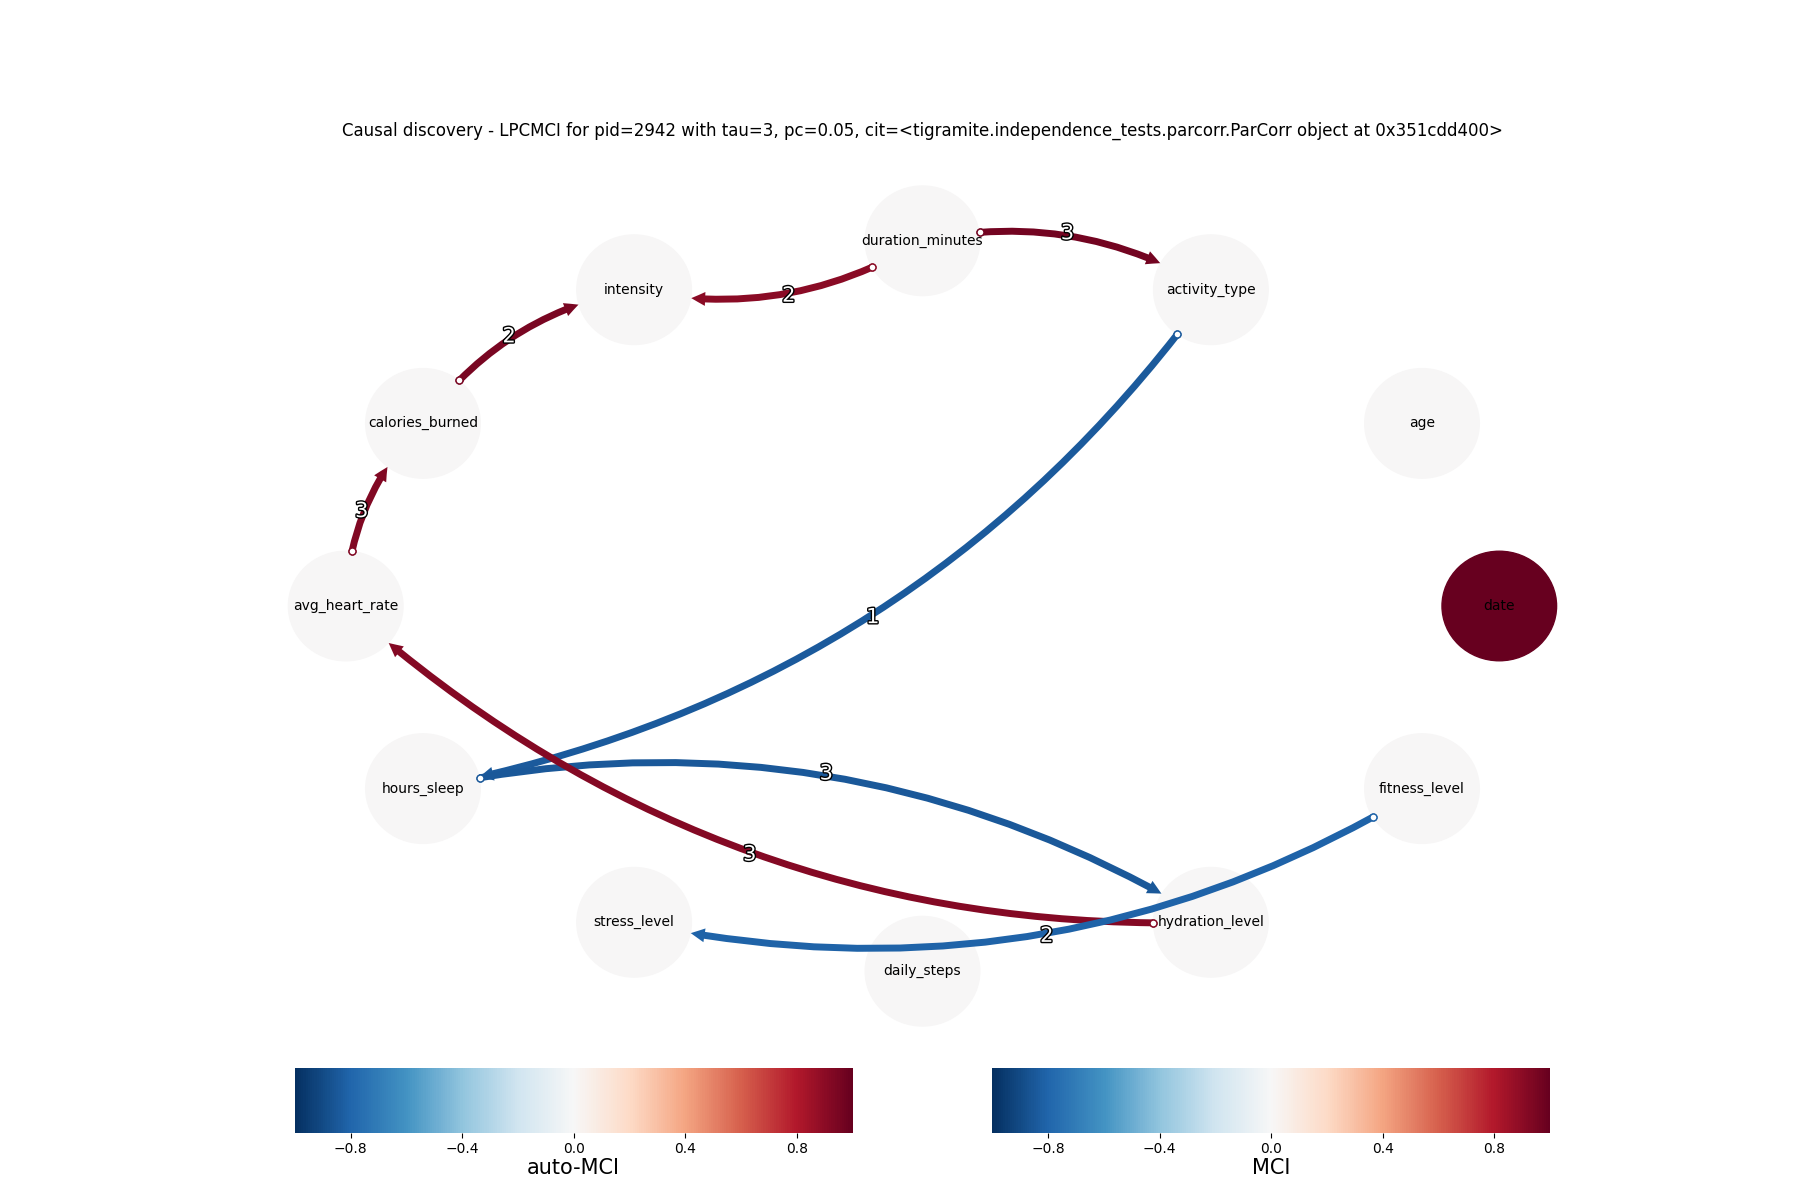 Causal discovery - LPCMCI for pid=2942 with tau=3, pc=0.05, cit=<tigramite.independence_tests.parcorr.ParCorr object at 0x351cdd400>
duration_minutes
3
intensity
2
activity_type
2
calories_burned
age
3
avg_heart_rate
date
1
3
hours_sleep
fitness_level
3
stress_level
hydration_level
2
daily_steps
−0.8 −0.4 0.0 0.4 0.8
auto-MCI
−0.8 −0.4 0.0 0.4 0.8
MCI